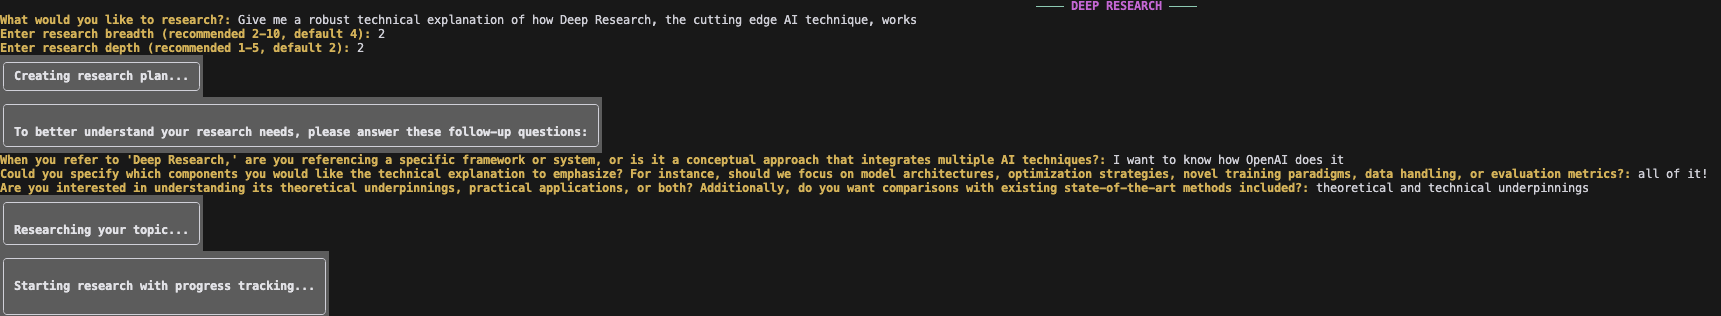 DEEP RESEARCH
What would you like to research?: Give me a robust technical explanation of how Deep Research, the cutting edge AI technique, works
Enter research breadth (recommended 2-10, default 4): 2
Enter research depth (recommended 1-5, default 2): 2
Creating research plan...
To better understand your research needs, please answer these follow-up questions:
When you refer to 'Deep Research,' are you referencing a specific framework or system, or is it a conceptual approach that integrates multiple AI techniques?: I want to know how OpenAI does it
Could you specify which components you would like the technical explanation to emphasize? For instance, should we focus on model architectures, optimization strategies, novel training paradigms, data handling, or evaluation metrics?: all of it!
Are you interested in understanding its theoretical underpinnings, practical applications, or both? Additionally, do you want comparisons with existing state-of-the-art methods included?: theoretical and technical underpinnings
Researching your topic...
Starting research with progress tracking...